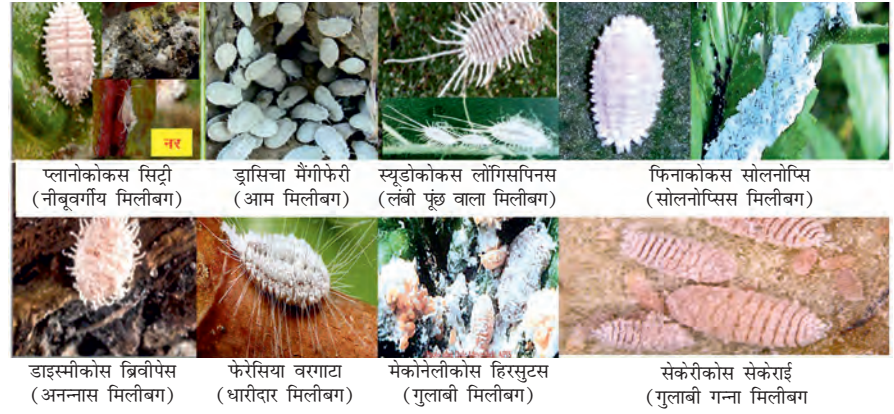 नर
प्लानोकोकस सिट्री
(नीबूवर्गीय मिलीबग)
ड्रासिचा मैंगीफेरी
(आम मिलीबग)
स्यूडोकोकस लोंगिसपिनस
(लंबी पूंछ वाला मिलीबग)
फिनाकोकस सोलनोप्सि
(सोलनोप्सिस मिलीबग)
डाइस्मीकोस ब्रिवीपेस
(अनन्नास मिलीबग)
फेरेसिया वरगाटा
(धारीदार मिलीबग)
मेकोनेलीकोस हिरसुटस
(गुलाबी मिलीबग)
सेकेरीकोस सेकेराई
(गुलाबी गन्ना मिलीबग